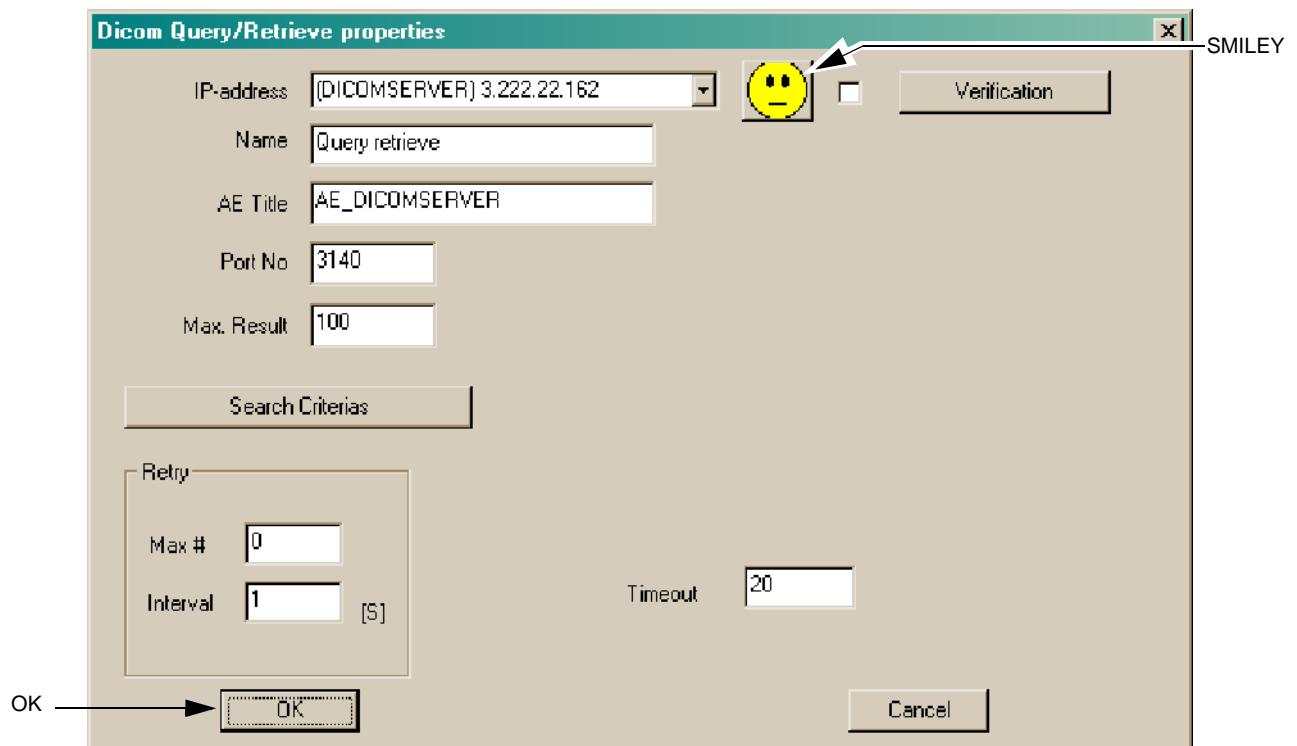 Dicom Query/Retrieve properties
SMILEY
IP-address (DICOMSERVER) 3.222.22.162 Verification
Name Query retrieve
AE Title AE_DICOMSERVER
Port No 3140
Max. Result 100
Search Criterias
Retry
Max # 0
Interval 1 [S]
Timeout 20
OK OK Cancel